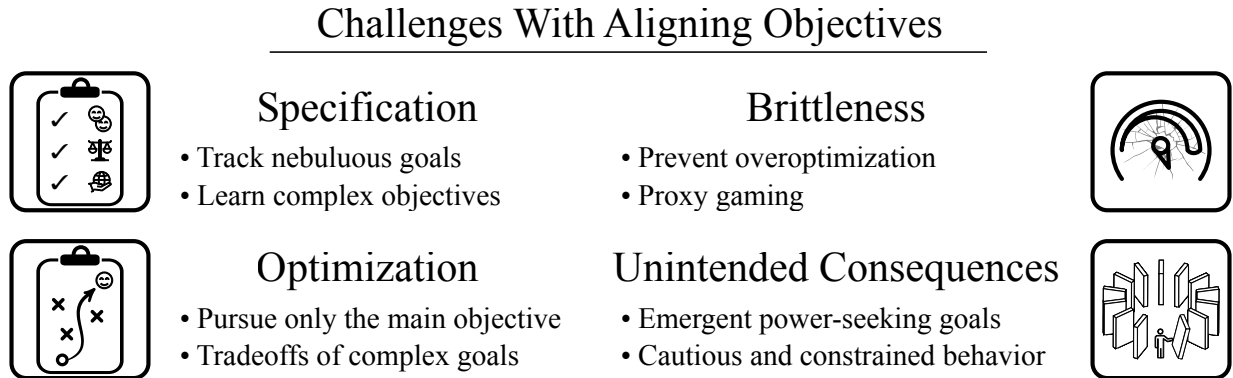 Challenges With Aligning Objectives
Specification
• Track nebuluous goals
• Learn complex objectives
Brittleness
• Prevent overoptimization
• Proxy gaming
Optimization
• Pursue only the main objective
• Tradeoffs of complex goals
Unintended Consequences
• Emergent power-seeking goals
• Cautious and constrained behavior